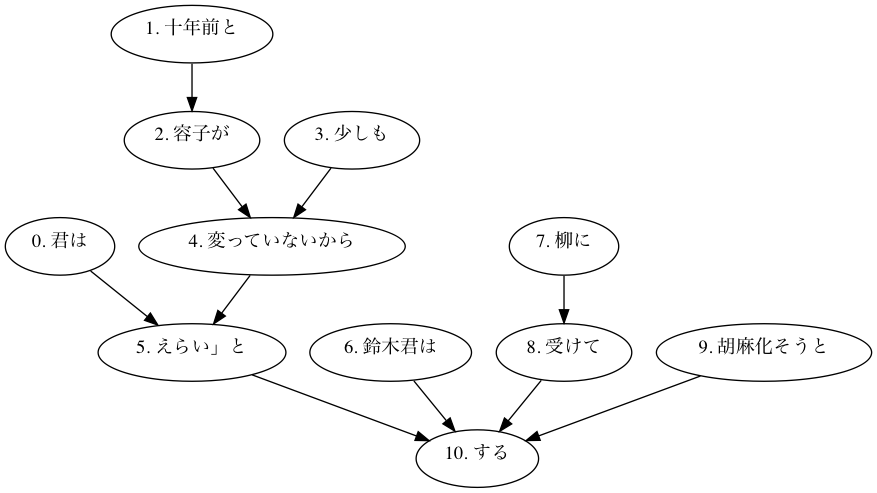 1. 十年前と
2. 容子が
3. 少しも
0. 君は
4. 変っていないから
7. 柳に
5. えらい」と
6. 鈴木君は
8. 受けて
9. 胡麻化そうと
10. する